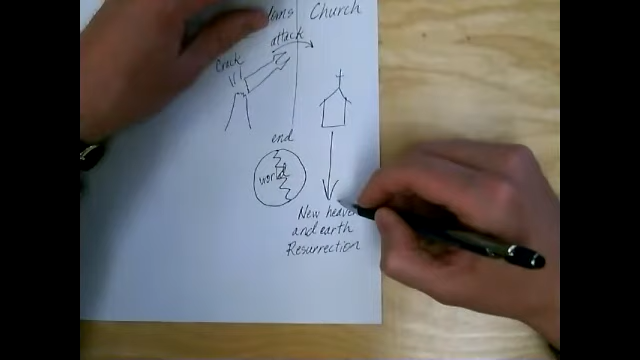 Church
attack
Crack
end
world
New heaven
and earth
Resurrection